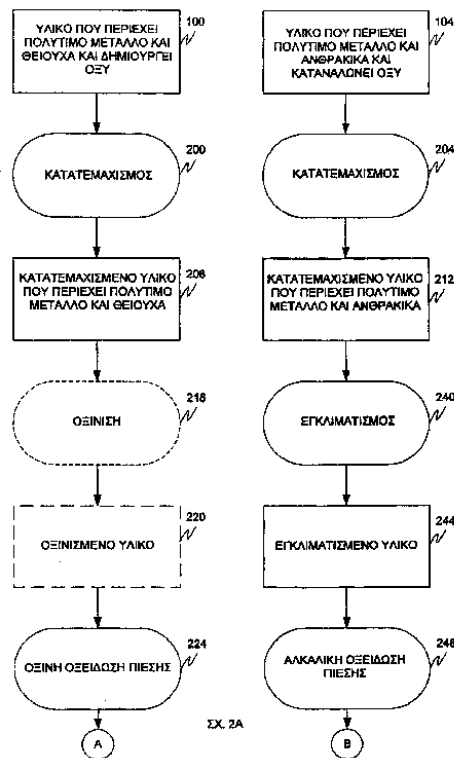 100
ΥΛΙΚΟ ΠΟΥ ΠΕΡΙΕΧΕΙ
ΠΟΛΥΤΙΜΟ ΜΕΤΑΛΛΟ ΚΑΙ
ΘΕΙΟΥΧΑ ΚΑΙ ΔΗΜΙΟΥΡΓΕΙ
ΟΞΥ
200
ΚΑΤΑΤΕΜΑΧΙΣΜΟΣ
208
ΚΑΤΑΤΕΜΑΧΙΣΜΕΝΟ ΥΛΙΚΟ
ΠΟΥ ΠΕΡΙΕΧΕΙ ΠΟΛΥΤΙΜΟ
ΜΕΤΑΛΛΟ ΚΑΙ ΘΕΙΟΥΧΑ
216
ΟΞΙΝΙΣΗ
220
ΟΞΙΝΙΣΜΕΝΟ ΥΛΙΚΟ
224
ΟΞΙΝΗ ΟΞΕΙΔΩΣΗ ΠΙΕΣΗΣ
A
104
ΥΛΙΚΟ ΠΟΥ ΠΕΡΙΕΧΕΙ
ΠΟΛΥΤΙΜΟ ΜΕΤΑΛΛΟ ΚΑΙ
ΑΝΘΡΑΚΙΚΑ ΚΑΙ
ΚΑΤΑΝΑΛΩΝΕΙ ΟΞΥ
204
ΚΑΤΑΤΕΜΑΧΙΣΜΟΣ
212
ΚΑΤΑΤΕΜΑΧΙΣΜΕΝΟ ΥΛΙΚΟ
ΠΟΥ ΠΕΡΙΕΧΕΙ ΠΟΛΥΤΙΜΟ
ΜΕΤΑΛΛΟ ΚΑΙ ΑΝΘΡΑΚΙΚΑ
240
ΕΓΚΛΙΜΑΤΙΣΜΟΣ
244
ΕΓΚΛΙΜΑΤΙΣΜΕΝΟ ΥΛΙΚΟ
248
ΑΛΚΑΛΙΚΗ ΟΞΕΙΔΩΣΗ
ΠΙΕΣΗΣ
B
ΣΧ. 2A